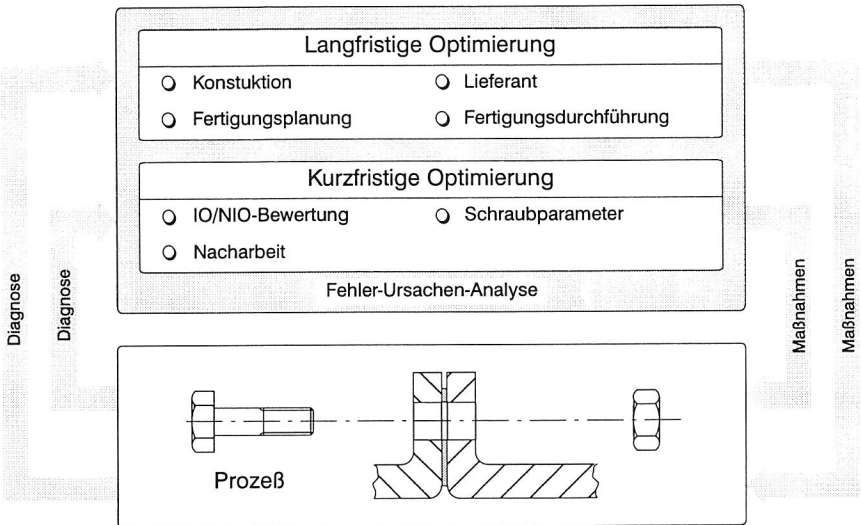 Langfristige Optimierung
Konstuktion
Lieferant
Fertigungsplanung
Fertigungsdurchführung
Kurzfristige Optimierung
IO/NIO-Bewertung
Schraubparameter
Nacharbeit
Fehler-Ursachen-Analyse
Diagnose
Diagnose
Maßnahmen
Maßnahmen
Prozeß